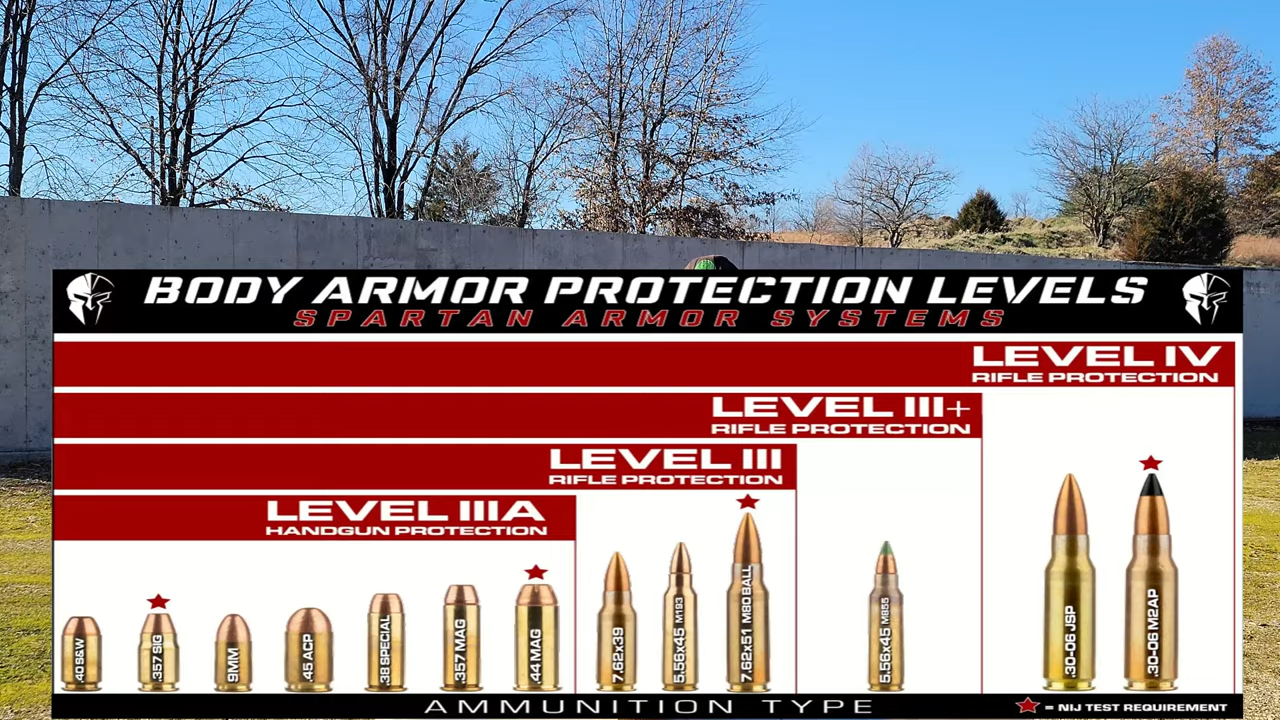 BODY ARMOR PROTECTION LEVELS
SPARTAN ARMOR SYSTEMS
LEVEL IV
RIFLE PROTECTION
LEVEL III+
RIFLE PROTECTION
LEVEL III
RIFLE PROTECTION
LEVEL IIIA
HANDGUN PROTECTION
.40 S&W
.357 SIG
9MM
.45 ACP
.38 SPECIAL
.357 MAG
.44 MAG
7.62x39
5.56x45 M193
7.62x51 M80 BALL
5.56x45 M855
.30-06 JSP
.30-06 M2AP
AMMUNITION TYPE
= NIJ TEST REQUIREMENT